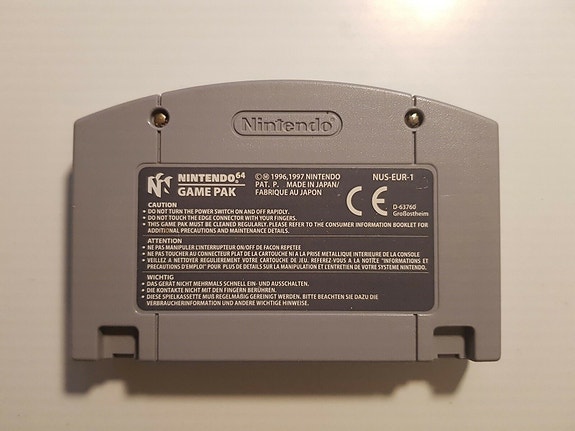 Nintendo
NINTENDO⁶⁴
GAME PAK
©Ⓜ 1996,1997 NINTENDO
PAT. P. MADE IN JAPAN/
FABRIQUE AU JAPON
NUS-EUR-1
CE
D-63760
Großostheim
CAUTION
• DO NOT TURN THE POWER SWITCH ON AND OFF RAPIDLY.
• DO NOT TOUCH THE EDGE CONNECTOR WITH YOUR FINGERS.
• THIS GAME PAK MUST BE CLEANED REGULARLY. PLEASE REFER TO THE CONSUMER INFORMATION BOOKLET FOR
ADDITIONAL PRECAUTIONS AND MAINTENANCE DETAILS.
ATTENTION
• NE PAS MANIPULER L'INTERRUPTEUR ON/OFF DE FACON REPETEE
• NE PAS TOUCHER AU CONNECTEUR PLAT DE LA CARTOUCHE NI A LA PRISE METALLIQUE INTERIEURE DE LA CONSOLE
• VEILLEZ A NETTOYER REGULIEREMENT VOTRE CARTOUCHE DE JEU. REFEREZ-VOUS A LA NOTICE "INFORMATIONS ET
PRECAUTIONS D'EMPLOI" POUR PLUS DE DETAILS SUR LA MANIPULATION ET L'ENTRETIEN DE VOTRE SYSTEME NINTENDO.
WICHTIG
• DAS GERÄT NICHT MEHRMALS SCHNELL EIN- UND AUSSCHALTEN.
• DIE KONTAKTE NICHT MIT DEN FINGERN BERÜHREN.
• DIESE SPIELKASSETTE MUß REGELMÄßIG GEREINIGT WERDEN. BITTE BEACHTEN SIE DAZU DIE
VERBRAUCHERINFORMATION UND ANDERE WICHTIGE HINWEISE.